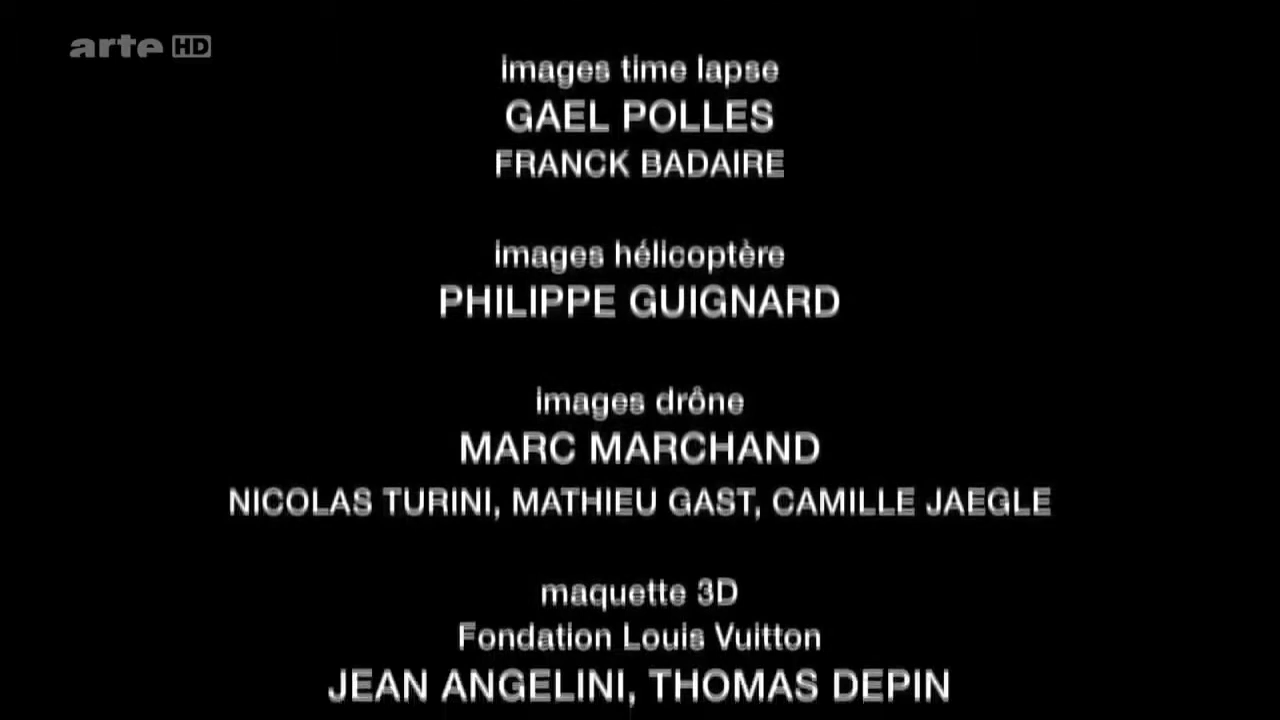 arte HD
images time lapse
GAEL POLLES
FRANCK BADAIRE
images hélicoptère
PHILIPPE GUIGNARD
images drône
MARC MARCHAND
NICOLAS TURINI, MATHIEU GAST, CAMILLE JAEGLE
maquette 3D
Fondation Louis Vuitton
JEAN ANGELINI, THOMAS DEPIN